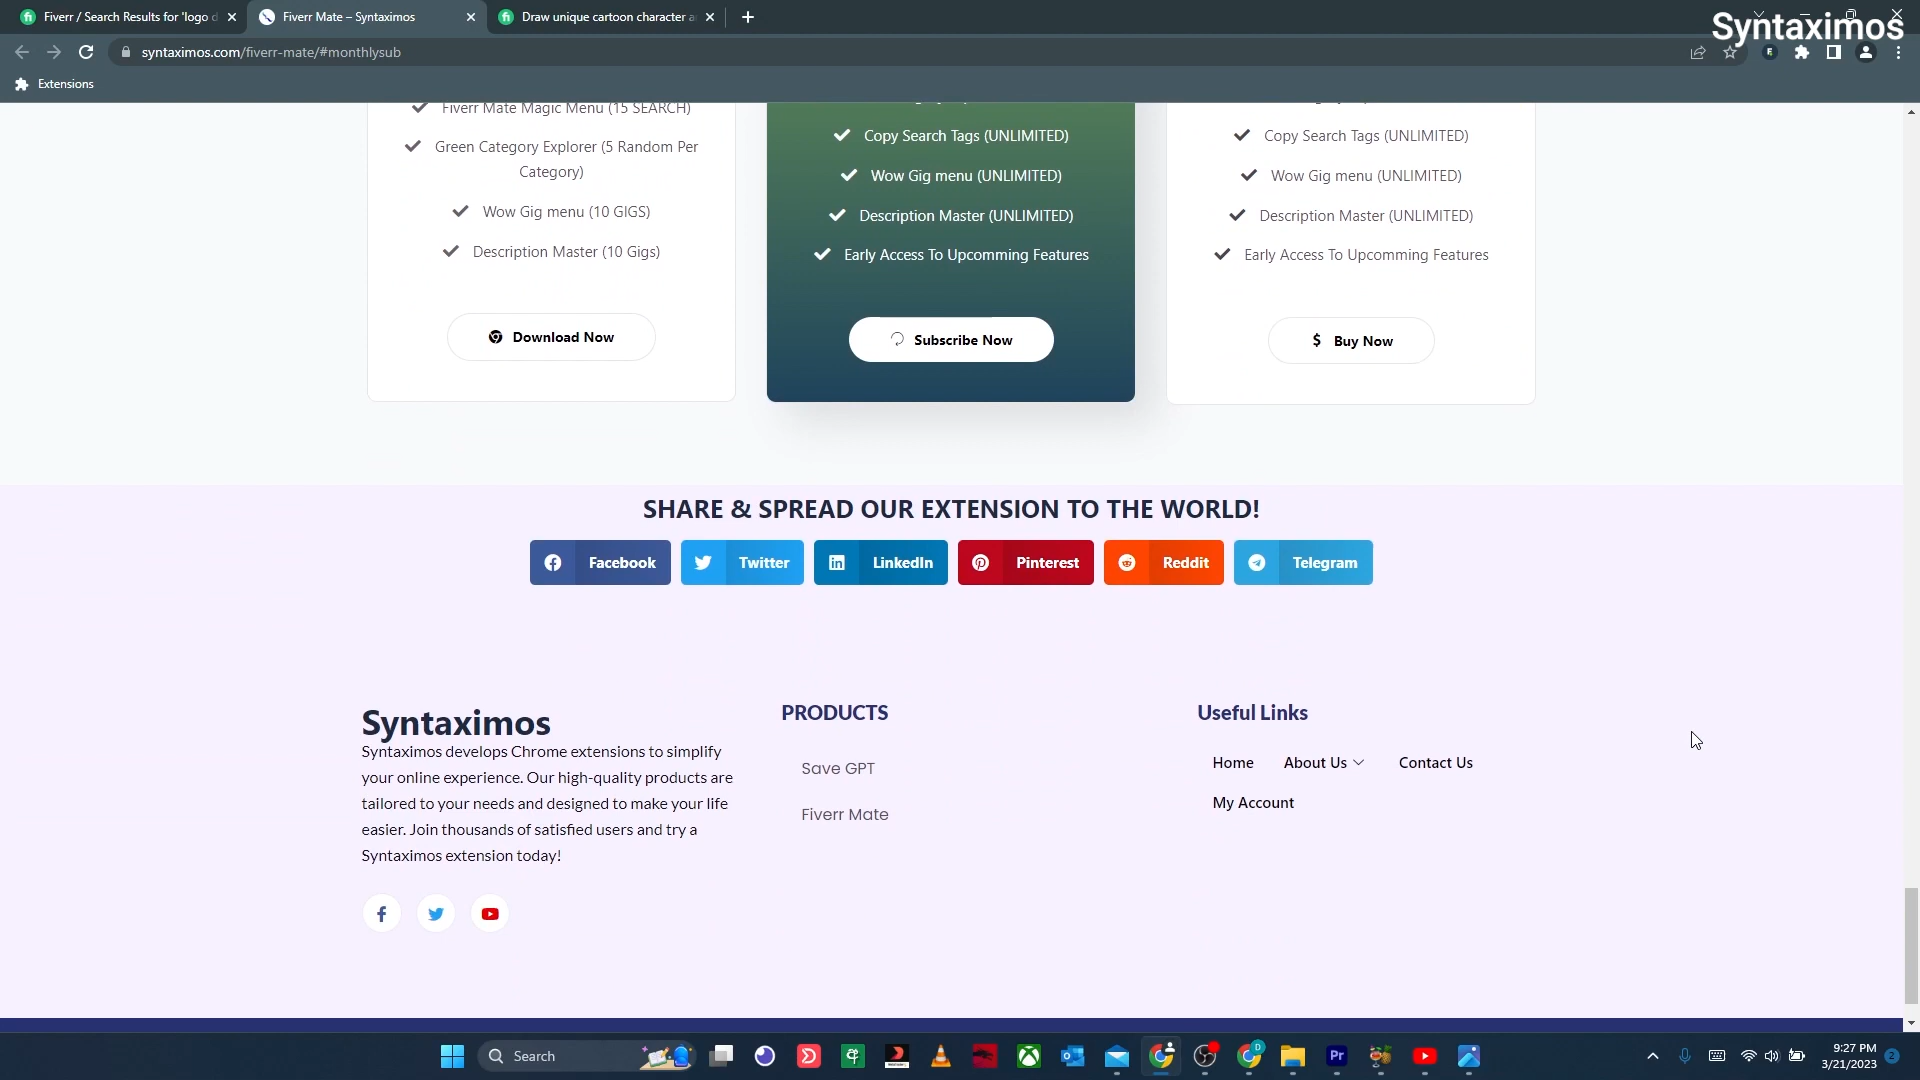 Fiverr / Search Results for 'logo d
Fiverr Mate – Syntaximos
Draw unique cartoon character a
Syntaximos
syntaximos.com/fiverr-mate/#monthlysub
Extensions
Fiverr Mate Magic Menu (15 SEARCH)
Green Category Explorer (5 Random Per
Category)
Wow Gig menu (10 GIGS)
Description Master (10 Gigs)
Download Now
Copy Search Tags (UNLIMITED)
Wow Gig menu (UNLIMITED)
Description Master (UNLIMITED)
Early Access To Upcomming Features
Subscribe Now
Copy Search Tags (UNLIMITED)
Wow Gig menu (UNLIMITED)
Description Master (UNLIMITED)
Early Access To Upcomming Features
$ Buy Now
SHARE & SPREAD OUR EXTENSION TO THE WORLD!
Facebook
Twitter
LinkedIn
Pinterest
Reddit
Telegram
Syntaximos
Syntaximos develops Chrome extensions to simplify
your online experience. Our high-quality products are
tailored to your needs and designed to make your life
easier. Join thousands of satisfied users and try a
Syntaximos extension today!
PRODUCTS
Save GPT
Fiverr Mate
Useful Links
Home
About Us
Contact Us
My Account
Search
Pr
9:27 PM
3/21/2023
2